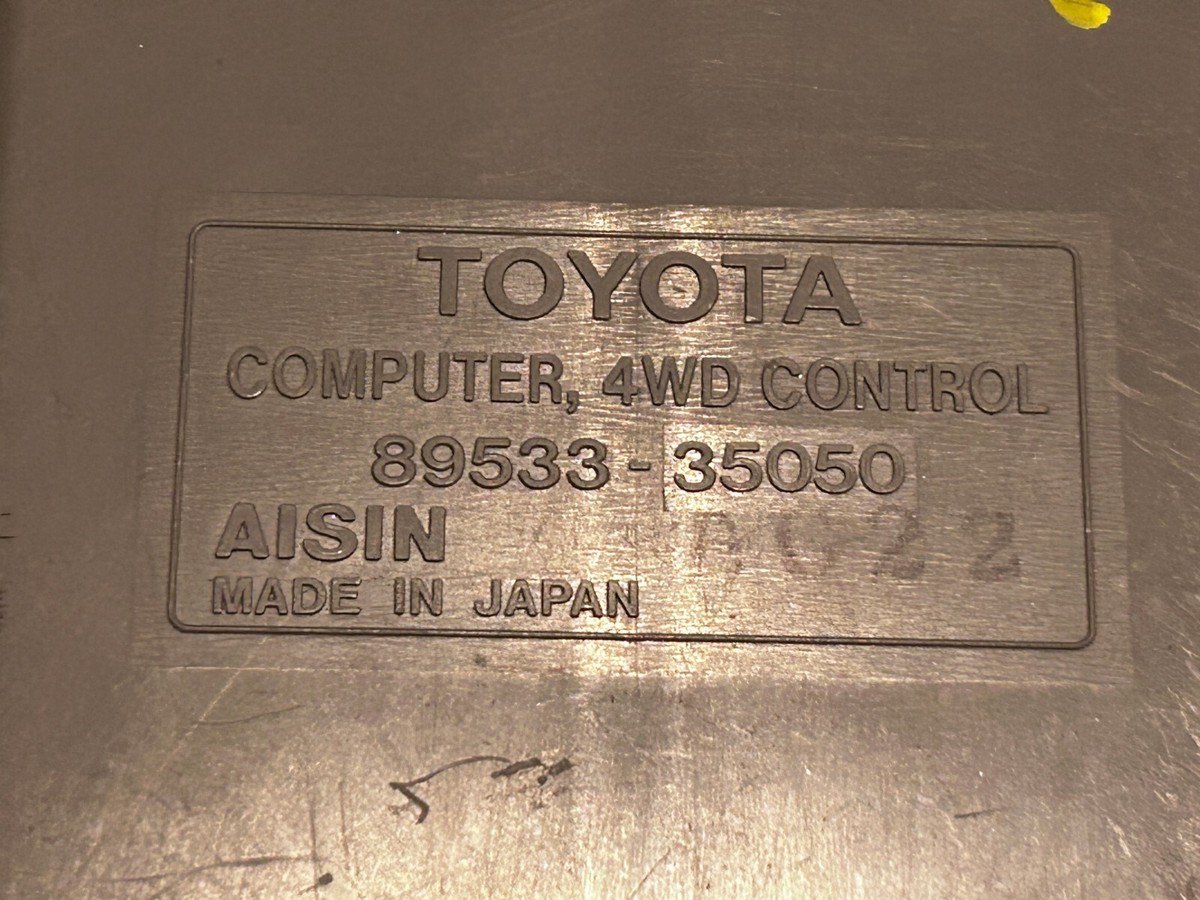 TOYOTA
COMPUTER, 4WD CONTROL
89533-35050
AISIN
MADE IN JAPAN